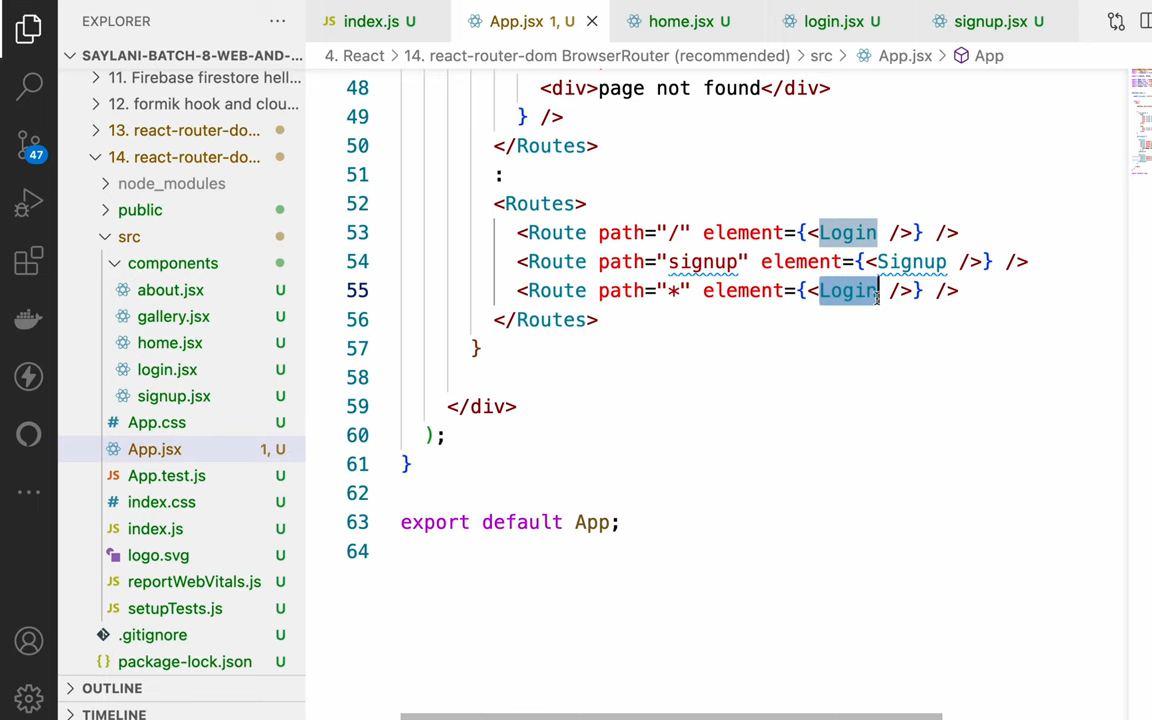 EXPLORER
SAYLANI-BATCH-8-WEB-AND-...
11. Firebase firestore hell...
12. formik hook and clou...
13. react-router-do...
14. react-router-do...
node_modules
public
src
components
about.jsx U
gallery.jsx U
home.jsx U
login.jsx U
signup.jsx U
# App.css U
App.jsx 1, U
JS App.test.js U
# index.css U
JS index.js U
logo.svg U
JS reportWebVitals.js U
JS setupTests.js U
.gitignore U
{} package-lock.json U
OUTLINE
TIMELINE
47
JS index.js U
App.jsx 1, U
home.jsx U
login.jsx U
signup.jsx U
4. React > 14. react-router-dom BrowserRouter (recommended) > src > App.jsx > App
48 <div>page not found</div>
49 } />
50 </Routes>
51 :
52 <Routes>
53 <Route path="/" element={<Login />} />
54 <Route path="signup" element={<Signup />} />
55 <Route path="*" element={<Login />} />
56 </Routes>
57 }
58
59 </div>
60 );
61 }
62
63 export default App;
64